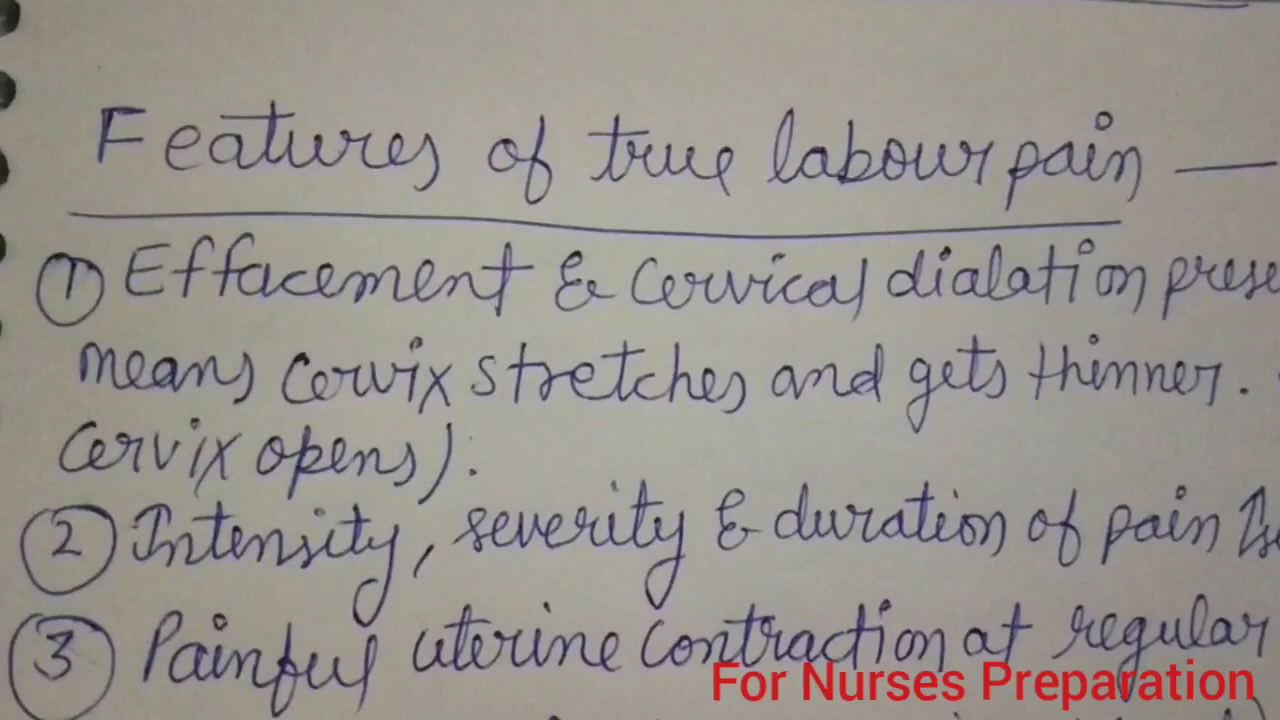 Features of true labour pain —
① Effacement & Cervical dialation prese
means cervix stretches and gets thinner.
Cervix opens).
② Intensity, severity & duration of pain
③ Painful uterine contraction at regular
For Nurses Preparation